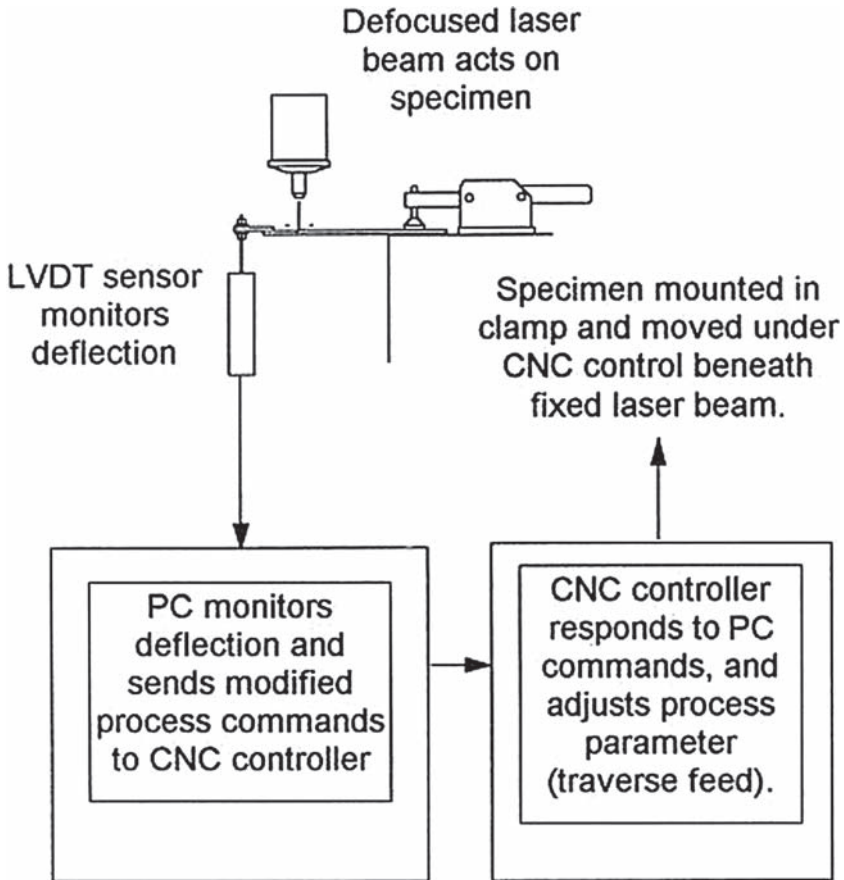 Defocused laser
beam acts on
specimen
LVDT sensor
monitors
deflection
Specimen mounted in
clamp and moved under
CNC control beneath
fixed laser beam.
PC monitors
deflection and
sends modified
process commands
to CNC controller
CNC controller
responds to PC
commands, and
adjusts process
parameter
(traverse feed).